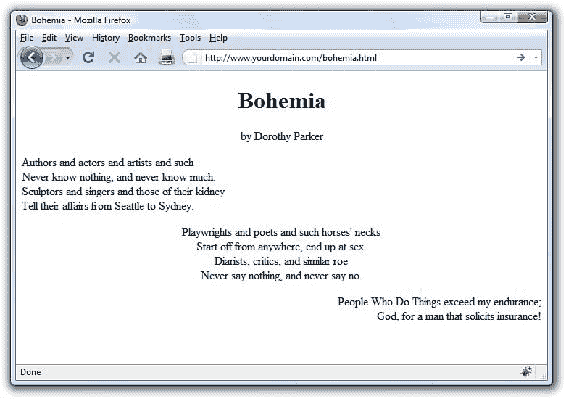 Bohemia - Mozilla Firefox
File Edit View History Bookmarks Tools Help
http://www.yourdomain.com/bohemia.html
Bohemia
by Dorothy Parker
Authors and actors and artists and such
Never know nothing, and never know much.
Sculptors and singers and those of their kidney
Tell their affairs from Seattle to Sydney.
Playwrights and poets and such horses' necks
Start off from anywhere, end up at sex.
Diarists, critics, and similar roe
Never say nothing, and never say no.
People Who Do Things exceed my endurance;
God, for a man that solicits insurance!
Done